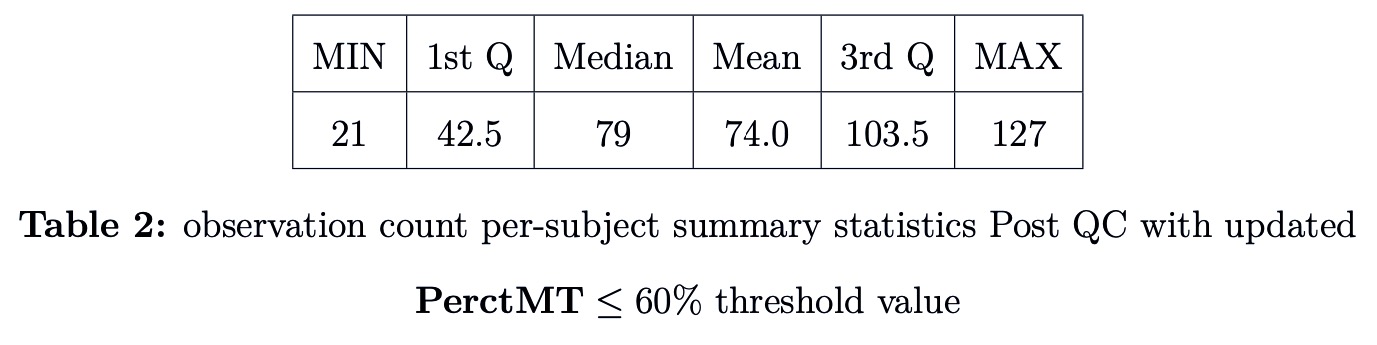 MIN 1st Q Median Mean 3rd Q MAX
21 42.5 79 74.0 103.5 127
Table 2: observation count per-subject summary statistics Post QC with updated
PerctMT ≤ 60% threshold value